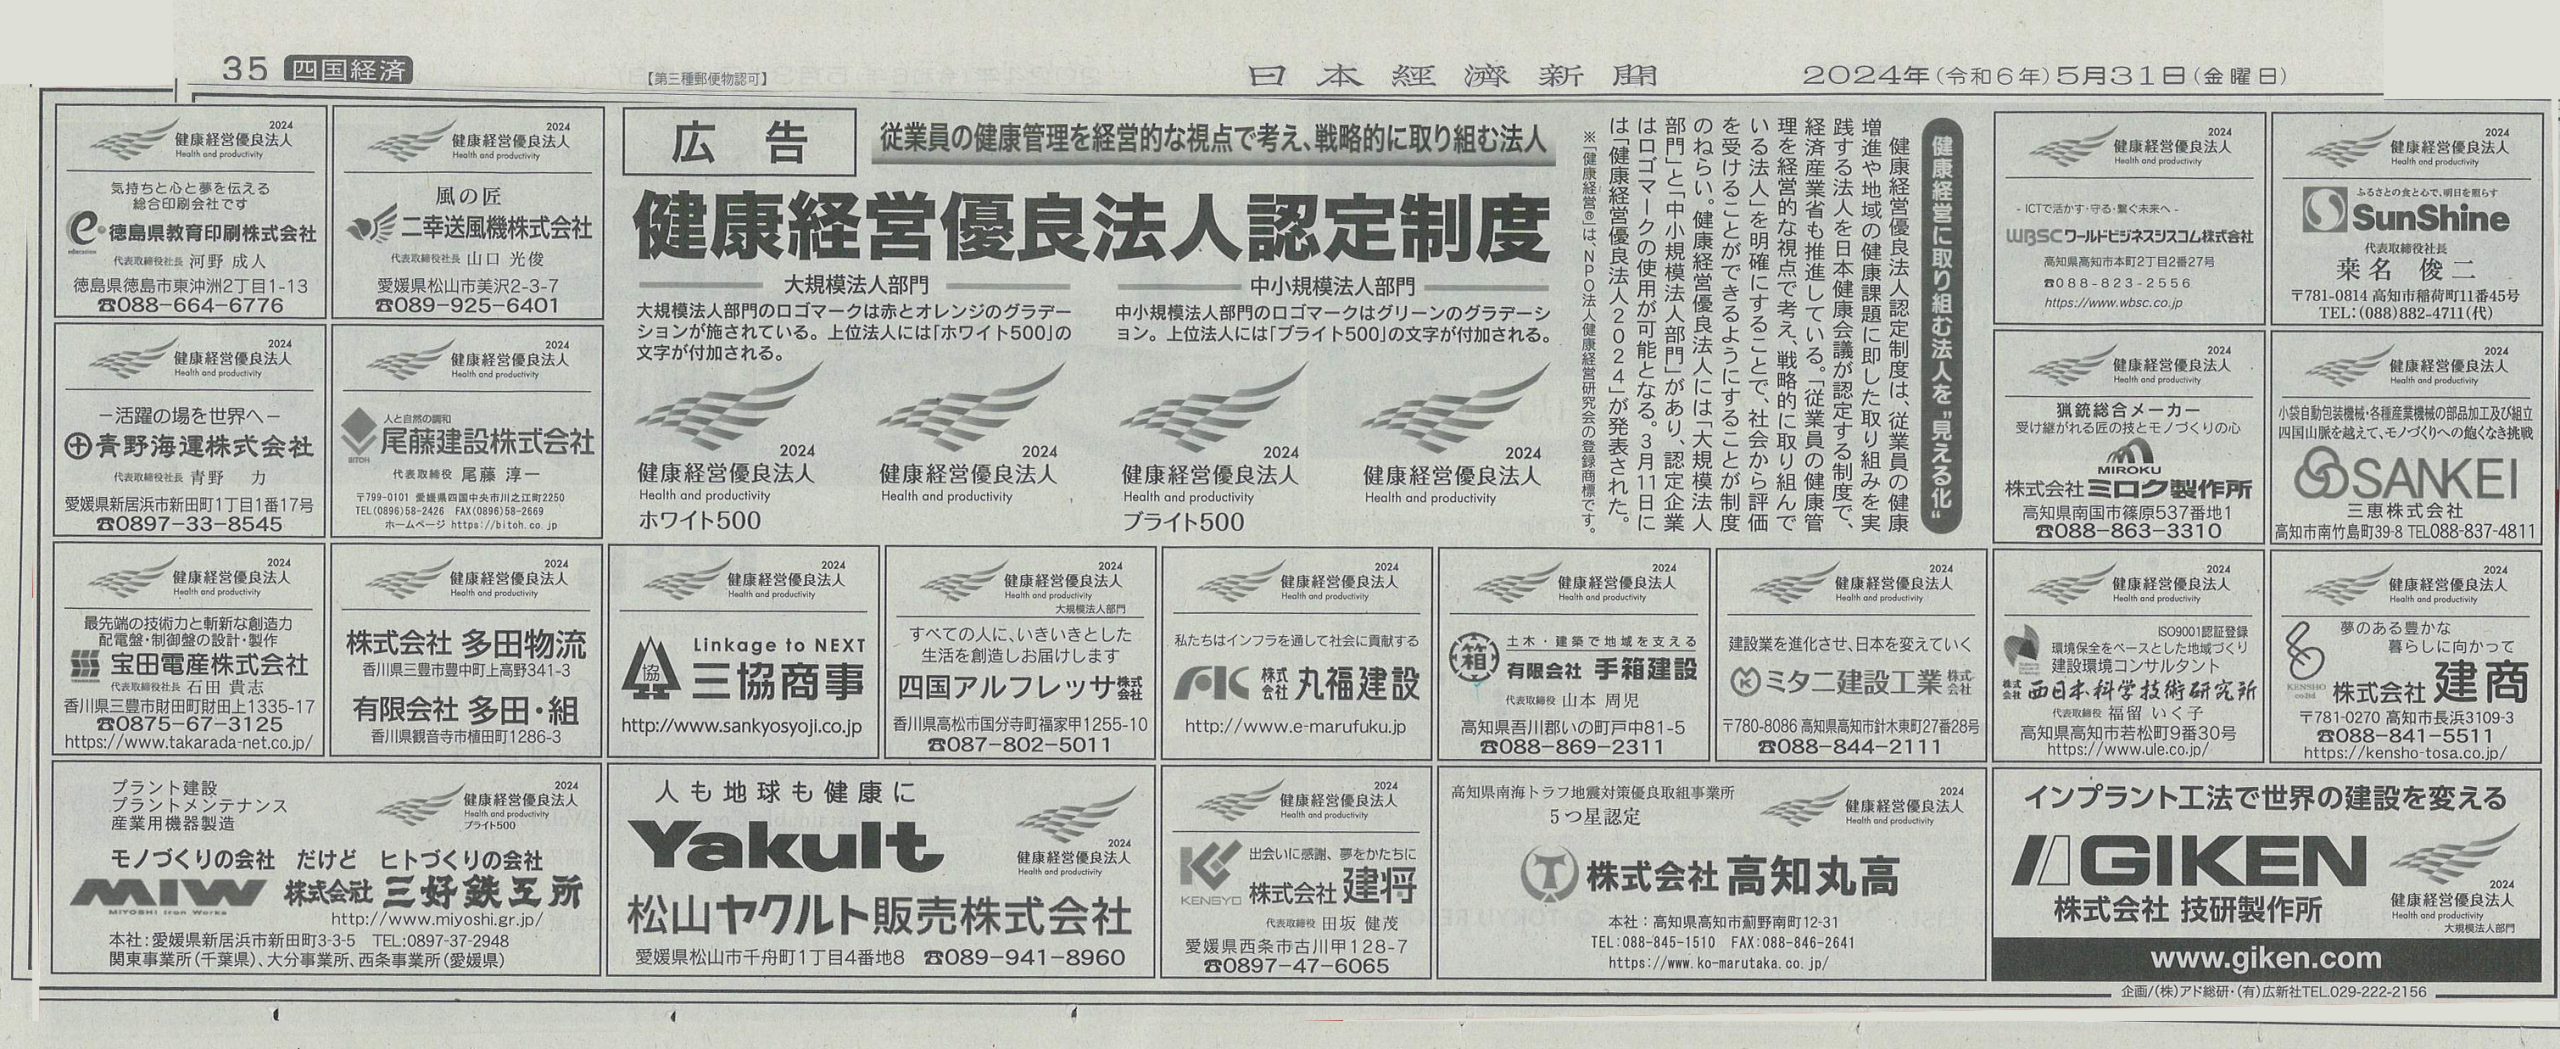 35 四国経済
【第三種郵便物認可】
日本経済新聞
2024年(令和6年)5月31日(金曜日)
2024
健康経営優良法人
Health and productivity
気持ちと心と夢を伝える
総合印刷会社です
e education
徳島県教育印刷株式会社
代表取締役社長 河野 成人
徳島県徳島市東沖洲2丁目1-13
☎088-664-6776
2024
健康経営優良法人
Health and productivity
風の匠
二幸送風機株式会社
代表取締役社長 山口 光俊
愛媛県松山市美沢2-3-7
☎089-925-6401
広 告
従業員の健康管理を経営的な視点で考え、戦略的に取り組む法人
健康経営優良法人認定制度
大規模法人部門
大規模法人部門のロゴマークは赤とオレンジのグラデー
ションが施されている。上位法人には「ホワイト500」の
文字が付加される。
中小規模法人部門
中小規模法人部門のロゴマークはグリーンのグラデーシ
ョン。上位法人には「ブライト500」の文字が付加される。
2024
健康経営優良法人
Health and productivity
ホワイト500
2024
健康経営優良法人
Health and productivity
2024
健康経営優良法人
Health and productivity
ブライト500
2024
健康経営優良法人
Health and productivity
健康経営に取り組む法人を〝見える化〟
健康経営優良法人認定制度は、従業員の健康
増進や地域の健康課題に即した取り組みを実
践する法人を日本健康会議が認定する制度で、
経済産業省も推進している。「従業員の健康管
理を経営的な視点で考え、戦略的に取り組んで
いる法人」を明確にすることで、社会から評価
を受けることができるようにすることが制度
のねらい。健康経営優良法人には「大規模法人
部門」と「中小規模法人部門」があり、認定企業
はロゴマークの使用が可能となる。3月11日に
は「健康経営優良法人2024」が発表された。
※「健康経営®」は、NPO法人健康経営研究会の登録商標です。
2024
健康経営優良法人
Health and productivity
- ICTで活かす・守る・繋ぐ未来へ -
WBSC ワールドビジネスシスコム株式会社
高知県高知市本町2丁目2番27号
☎088-823-2556
https://www.wbsc.co.jp
2024
健康経営優良法人
Health and productivity
ふるさとの食と心で、明日を照らす
SunShine
代表取締役社長
桒名 俊二
〒781-0814 高知市稲荷町11番45号
TEL:(088)882-4711(代)
2024
健康経営優良法人
Health and productivity
－活躍の場を世界へ－
青野海運株式会社
代表取締役社長 青野 力
愛媛県新居浜市新田町1丁目1番17号
☎0897-33-8545
2024
健康経営優良法人
Health and productivity
人と自然の調和
BITOH
尾藤建設株式会社
代表取締役 尾藤 淳一
〒799-0101 愛媛県四国中央市川之江町2250
TEL(0896)58-2426 FAX(0896)58-2669
ホームページ https://bitoh.co.jp
2024
健康経営優良法人
Health and productivity
猟銃総合メーカー
受け継がれる匠の技とモノづくりの心
MIROKU
株式会社 ミロク製作所
高知県南国市篠原537番地1
☎088-863-3310
2024
健康経営優良法人
Health and productivity
小袋自動包装機械・各種産業機械の部品加工及び組立
四国山脈を越えて、モノづくりへの飽くなき挑戦
SANKEI
三恵株式会社
高知市南竹島町39-8 TEL088-837-4811
2024
健康経営優良法人
Health and productivity
最先端の技術力と斬新な創造力
配電盤・制御盤の設計・製作
宝田電産株式会社
代表取締役社長 石田 貴志
香川県三豊市財田町財田上1335-17
☎0875-67-3125
https://www.takarada-net.co.jp/
2024
健康経営優良法人
Health and productivity
株式会社 多田物流
香川県三豊市豊中町上高野341-3
有限会社 多田・組
香川県観音寺市植田町1286-3
2024
健康経営優良法人
Health and productivity
協
Linkage to NEXT
三協商事
http://www.sankyosyoji.co.jp
2024
健康経営優良法人
Health and productivity
大規模法人部門
すべての人に、いきいきとした
生活を創造しお届けします
四国アルフレッサ株式会社
香川県高松市国分寺町福家甲1255-10
☎087-802-5011
2024
健康経営優良法人
Health and productivity
私たちはインフラを通して社会に貢献する
株式会社 丸福建設
http://www.e-marufuku.jp
2024
健康経営優良法人
Health and productivity
箱
土木・建築で地域を支える
有限会社 手箱建設
代表取締役 山本 周児
高知県吾川郡いの町戸中81-5
☎088-869-2311
2024
健康経営優良法人
Health and productivity
建設業を進化させ、日本を変えていく
ミタニ建設工業株式会社
〒780-8086 高知県高知市針木東町27番28号
☎088-844-2111
2024
健康経営優良法人
Health and productivity
ISO9001認証登録
環境保全をベースとした地域づくり
建設環境コンサルタント
株式会社 西日本科学技術研究所
代表取締役 福留 いく子
高知県高知市若松町9番30号
https://www.ule.co.jp/
2024
健康経営優良法人
Health and productivity
夢のある豊かな
暮らしに向かって
KENSHO co-ltd
株式会社 建商
〒781-0270 高知市長浜3109-3
☎088-841-5511
https://kensho-tosa.co.jp/
プラント建設
プラントメンテナンス
産業用機器製造
2024
健康経営優良法人
Health and productivity
ブライト500
モノづくりの会社 だけど ヒトづくりの会社
MIW
MIYOSHI Iron Works
株式会社 三好鉄工所
http://www.miyoshi.gr.jp/
本社：愛媛県新居浜市新田町3-3-5 TEL:0897-37-2948
関東事業所(千葉県)、大分事業所、西条事業所(愛媛県)
人も地球も健康に
Yakult
2024
健康経営優良法人
Health and productivity
松山ヤクルト販売株式会社
愛媛県松山市千舟町1丁目4番地8 ☎089-941-8960
2024
健康経営優良法人
Health and productivity
KENSYO
出会いに感謝、夢をかたちに
株式会社 建将
代表取締役 田坂 健茂
愛媛県西条市古川甲128-7
☎0897-47-6065
高知県南海トラフ地震対策優良取組事業所
5つ星認定
2024
健康経営優良法人
Health and productivity
株式会社 高知丸高
本社：高知県高知市薊野南町12-31
TEL:088-845-1510 FAX:088-846-2641
https://www.ko-marutaka.co.jp/
インプラント工法で世界の建設を変える
GIKEN
株式会社 技研製作所
2024
健康経営優良法人
Health and productivity
大規模法人部門
www.giken.com
企画/(株)アド総研・(有)広新社TEL.029-222-2156